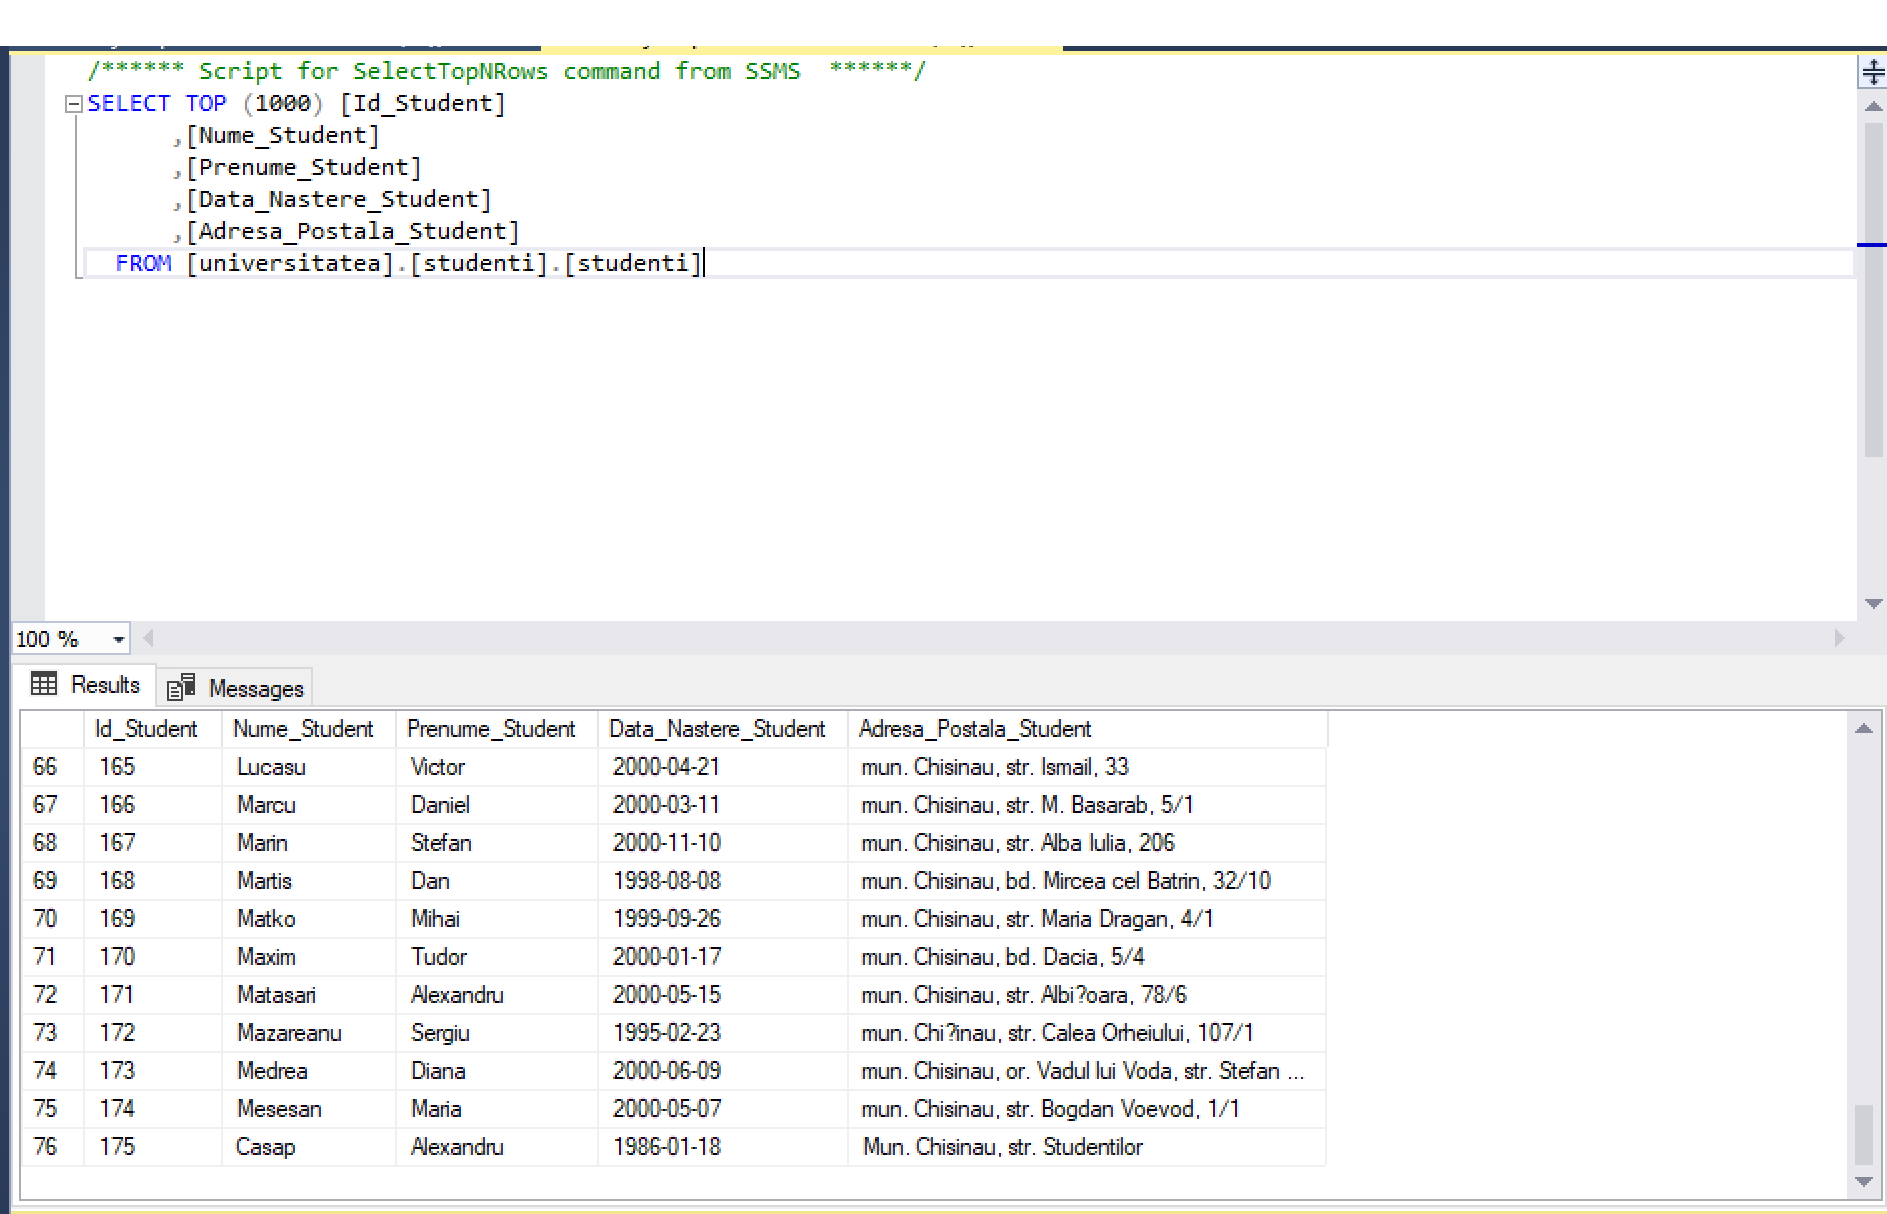 /****** Script for SelectTopNRows command from SSMS  ******/
SELECT TOP (1000) [Id_Student]
,[Nume_Student]
,[Prenume_Student]
,[Data_Nastere_Student]
,[Adresa_Postala_Student]
FROM [universitatea].[studenti].[studenti]
100 %
Results Messages
Id_Student Nume_Student Prenume_Student Data_Nastere_Student Adresa_Postala_Student
66 165 Lucasu Victor 2000-04-21 mun. Chisinau, str. Ismail, 33
67 166 Marcu Daniel 2000-03-11 mun. Chisinau, str. M. Basarab, 5/1
68 167 Marin Stefan 2000-11-10 mun. Chisinau, str. Alba Iulia, 206
69 168 Martis Dan 1998-08-08 mun. Chisinau, bd. Mircea cel Batrin, 32/10
70 169 Matko Mihai 1999-09-26 mun. Chisinau, str. Maria Dragan, 4/1
71 170 Maxim Tudor 2000-01-17 mun. Chisinau, bd. Dacia, 5/4
72 171 Matasari Alexandru 2000-05-15 mun. Chisinau, str. Albi?oara, 78/6
73 172 Mazareanu Sergiu 1995-02-23 mun. Chi?inau, str. Calea Orheiului, 107/1
74 173 Medrea Diana 2000-06-09 mun. Chisinau, or. Vadul lui Voda, str. Stefan ...
75 174 Mesesan Maria 2000-05-07 mun. Chisinau, str. Bogdan Voevod, 1/1
76 175 Casap Alexandru 1986-01-18 Mun. Chisinau, str. Studentilor